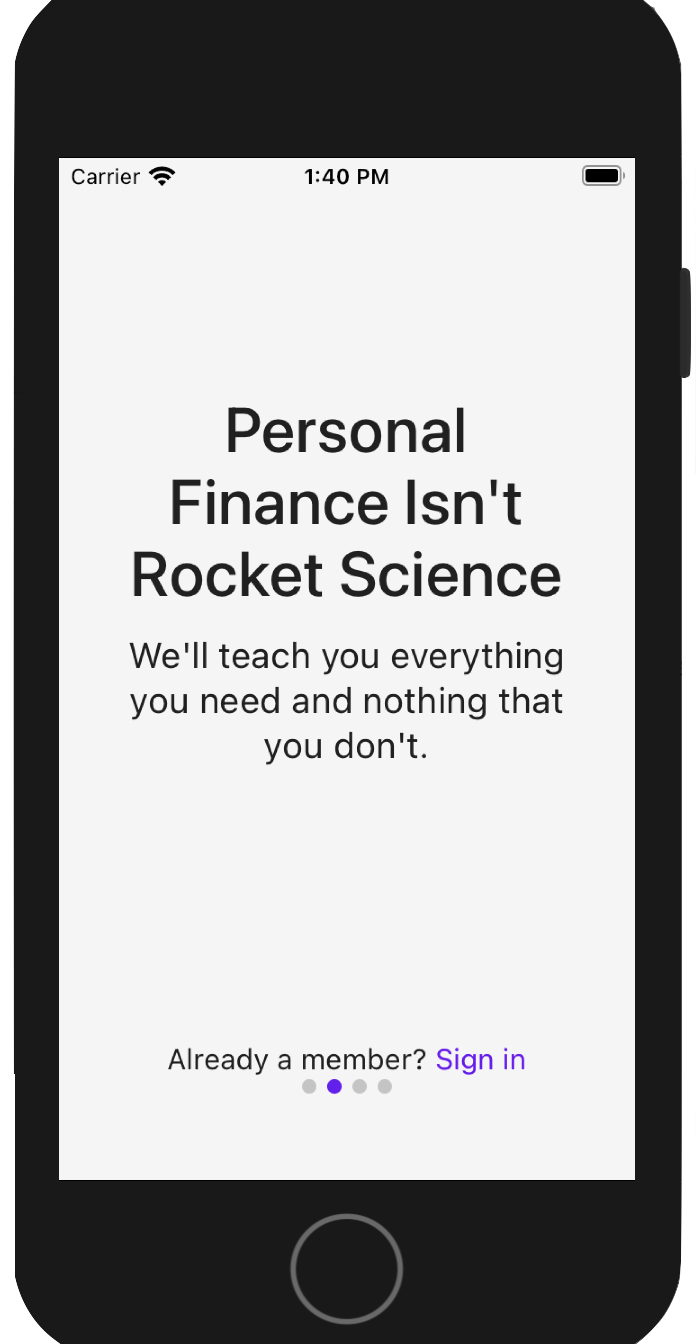 Carrier 1:40 PM
Personal
Finance Isn't
Rocket Science
We'll teach you everything
you need and nothing that
you don't.
Already a member? Sign in